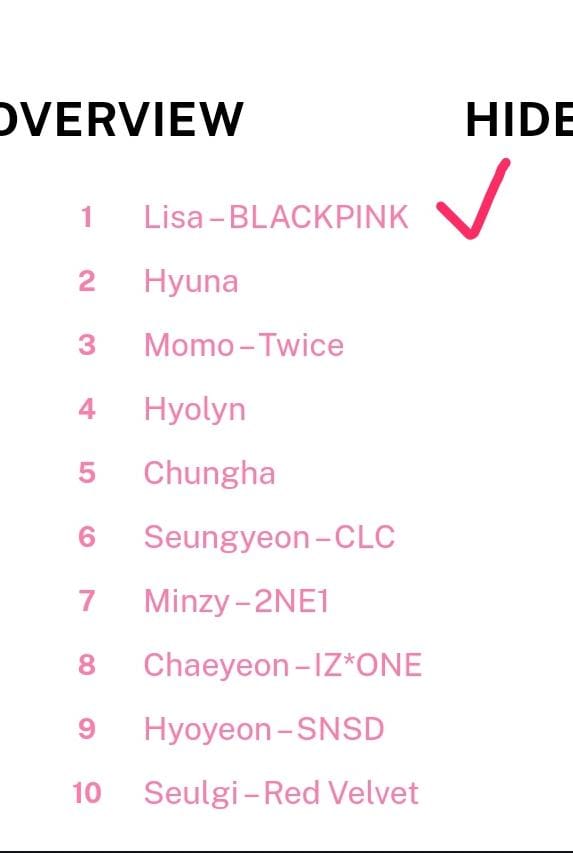 OVERVIEW HIDE
1 Lisa – BLACKPINK
2 Hyuna
3 Momo – Twice
4 Hyolyn
5 Chungha
6 Seungyeon – CLC
7 Minzy – 2NE1
8 Chaeyeon – IZ*ONE
9 Hyoyeon – SNSD
10 Seulgi – Red Velvet